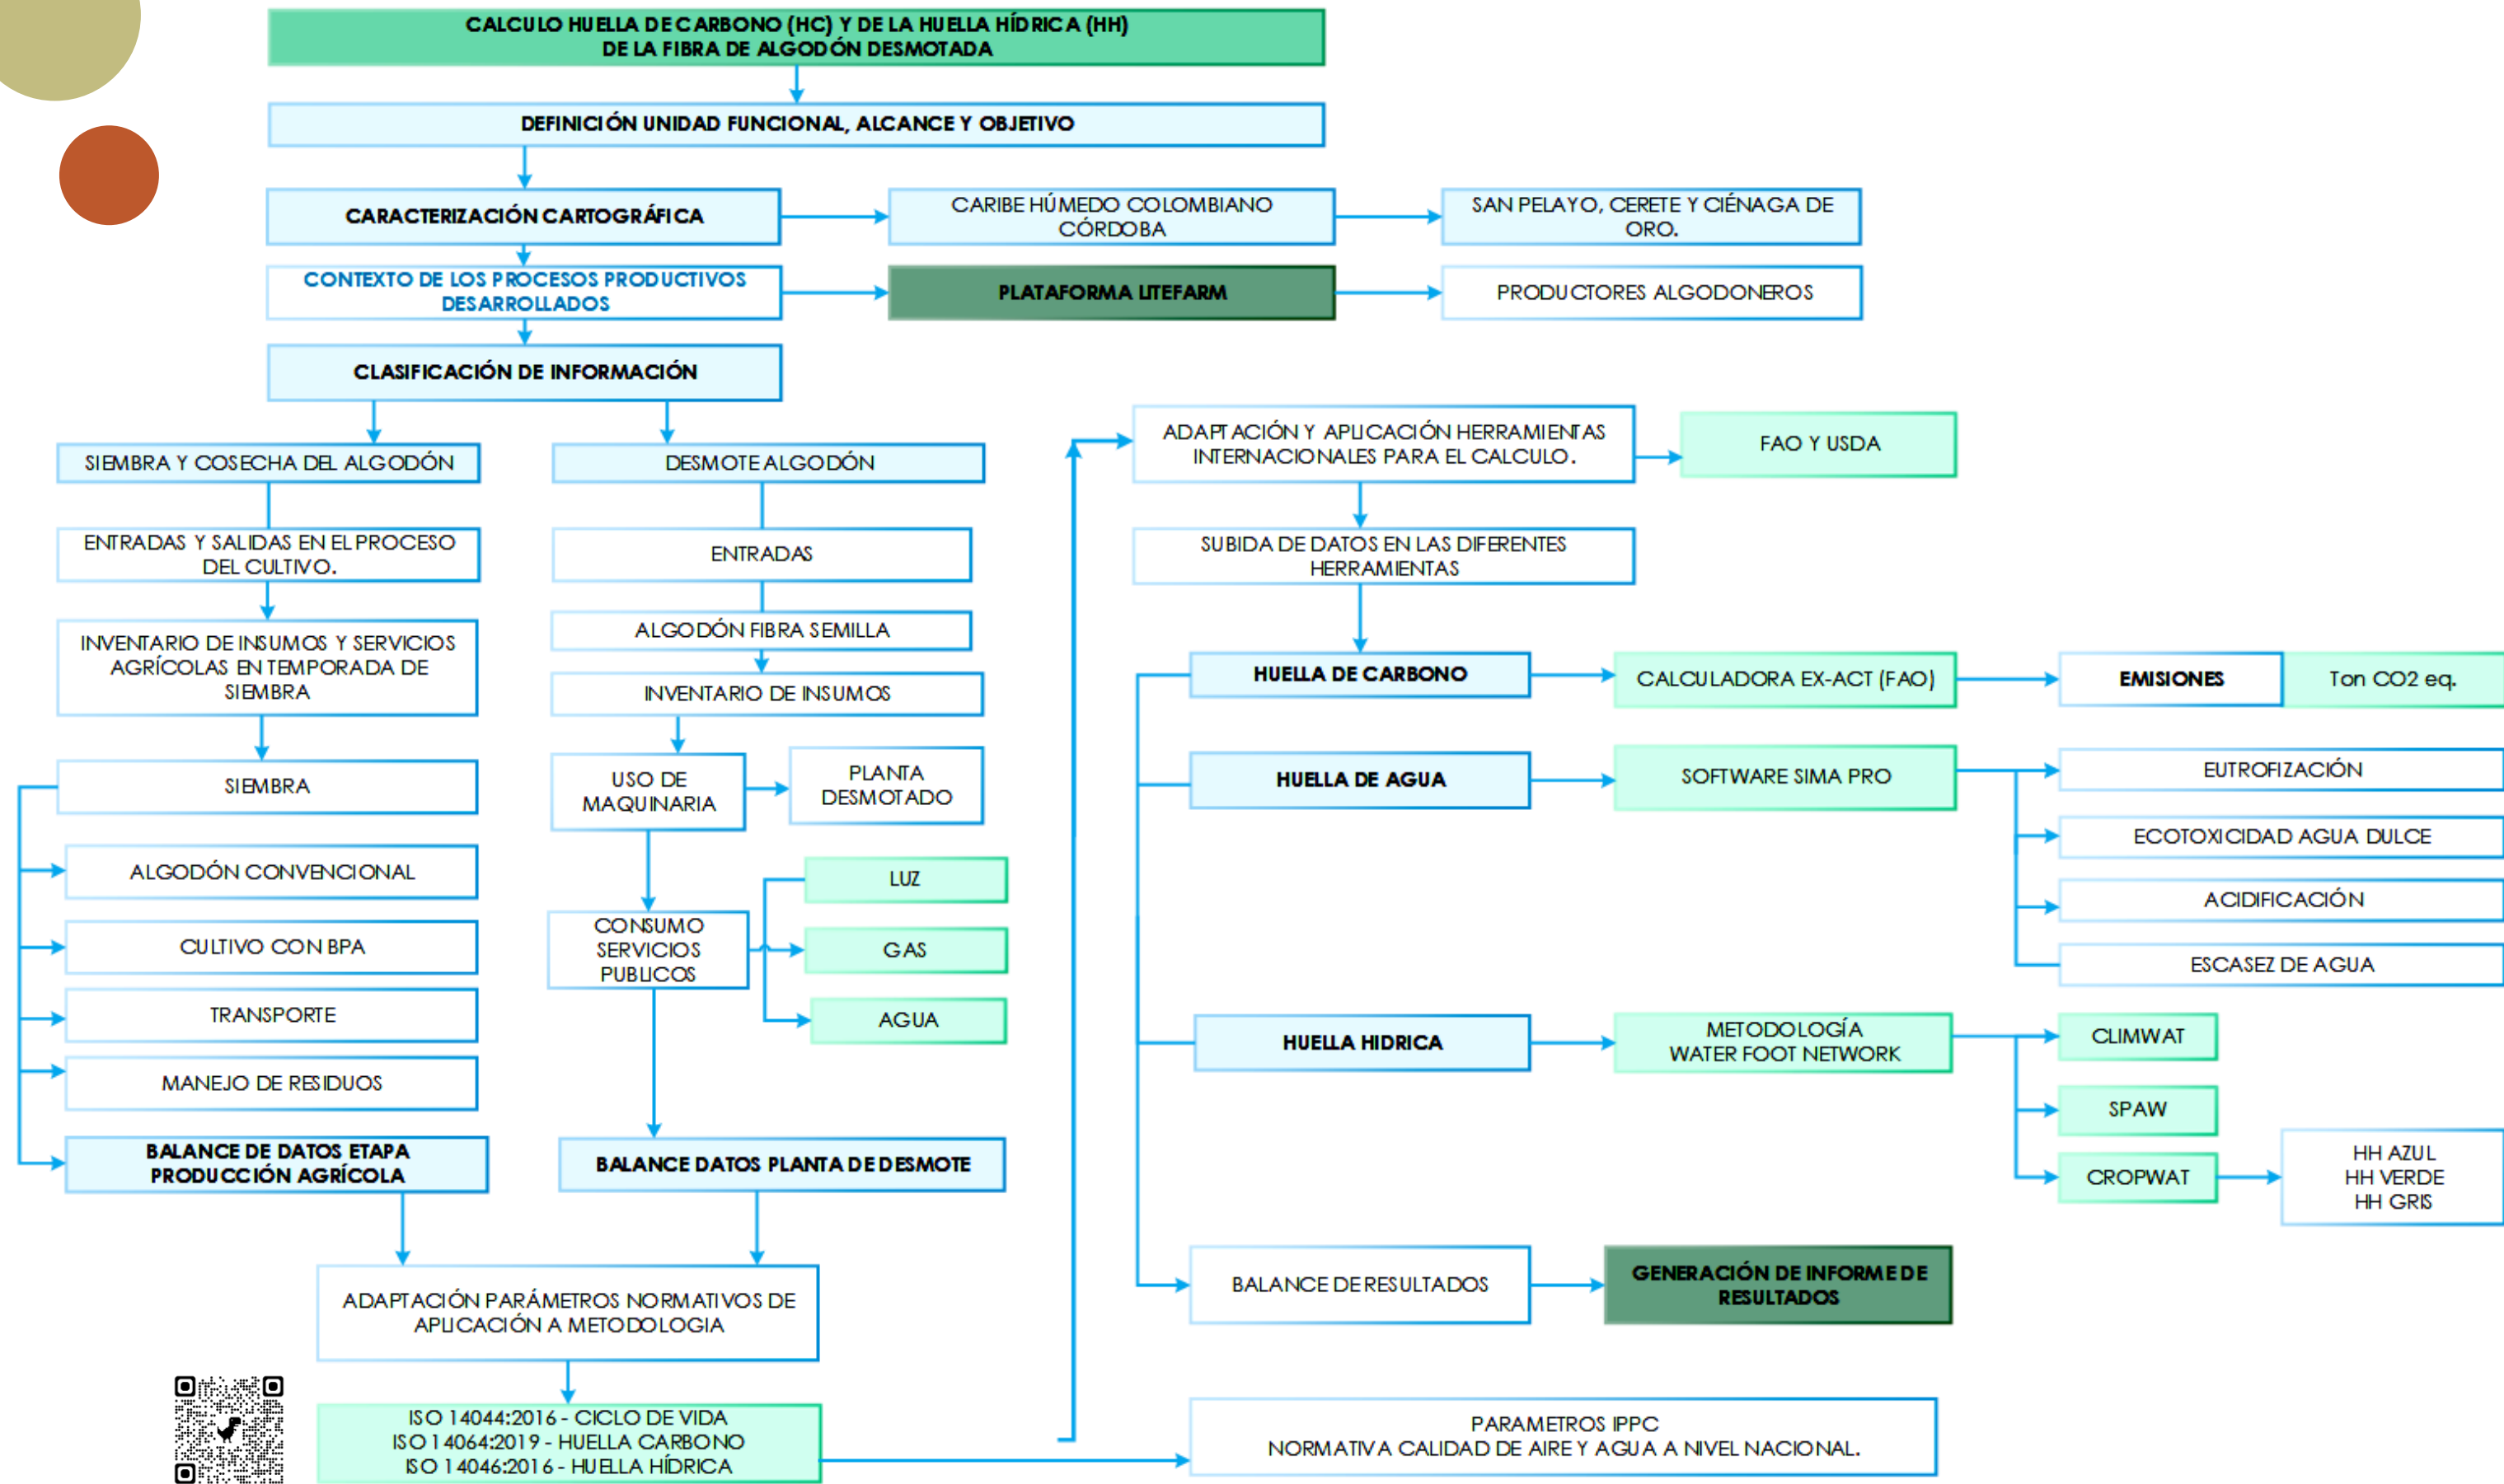 CALCULO HUELLA DE CARBONO (HC) Y DE LA HUELLA HÍDRICA (HH)
DE LA FIBRA DE ALGODÓN DESMOTADA
DEFINICIÓN UNIDAD FUNCIONAL, ALCANCE Y OBJETIVO
CARACTERIZACIÓN CARTOGRÁFICA
CARIBE HÚMEDO COLOMBIANO
CÓRDOBA
SAN PELAYO, CERETE Y CIÉNAGA DE
ORO.
CONTEXTO DE LOS PROCESOS PRODUCTIVOS
DESARROLLADOS
PLATAFORMA LITEFARM
PRODUCTORES ALGODONEROS
CLASIFICACIÓN DE INFORMACIÓN
SIEMBRA Y COSECHA DEL ALGODÓN
ENTRADAS Y SALIDAS EN EL PROCESO
DEL CULTIVO.
INVENTARIO DE INSUMOS Y SERVICIOS
AGRÍCOLAS EN TEMPORADA DE
SIEMBRA
SIEMBRA
ALGODÓN CONVENCIONAL
CULTIVO CON BPA
TRANSPORTE
MANEJO DE RESIDUOS
BALANCE DE DATOS ETAPA
PRODUCCIÓN AGRÍCOLA
DESMOTE ALGODÓN
ENTRADAS
ALGODÓN FIBRA SEMILLA
INVENTARIO DE INSUMOS
USO DE
MAQUINARIA
PLANTA
DESMOTADO
CONSUMO
SERVICIOS
PUBLICOS
LUZ
GAS
AGUA
BALANCE DATOS PLANTA DE DESMOTE
ADAPTACIÓN PARÁMETROS NORMATIVOS DE
APLICACIÓN A METODOLOGIA
ISO 14044:2016 - CICLO DE VIDA
ISO 14064:2019 - HUELLA CARBONO
ISO 14046:2016 - HUELLA HÍDRICA
PARAMETROS IPPC
NORMATIVA CALIDAD DE AIRE Y AGUA A NIVEL NACIONAL.
ADAPTACIÓN Y APLICACIÓN HERRAMIENTAS
INTERNACIONALES PARA EL CALCULO.
FAO Y USDA
SUBIDA DE DATOS EN LAS DIFERENTES
HERRAMIENTAS
HUELLA DE CARBONO
CALCULADORA EX-ACT (FAO)
EMISIONES
Ton CO2 eq.
HUELLA DE AGUA
SOFTWARE SIMA PRO
EUTROFIZACIÓN
ECOTOXICIDAD AGUA DULCE
ACIDIFICACIÓN
ESCASEZ DE AGUA
HUELLA HIDRICA
METODOLOGÍA
WATER FOOT NETWORK
CLIMWAT
SPAW
CROPWAT
HH AZUL
HH VERDE
HH GRIS
BALANCE DE RESULTADOS
GENERACIÓN DE INFORME DE
RESULTADOS